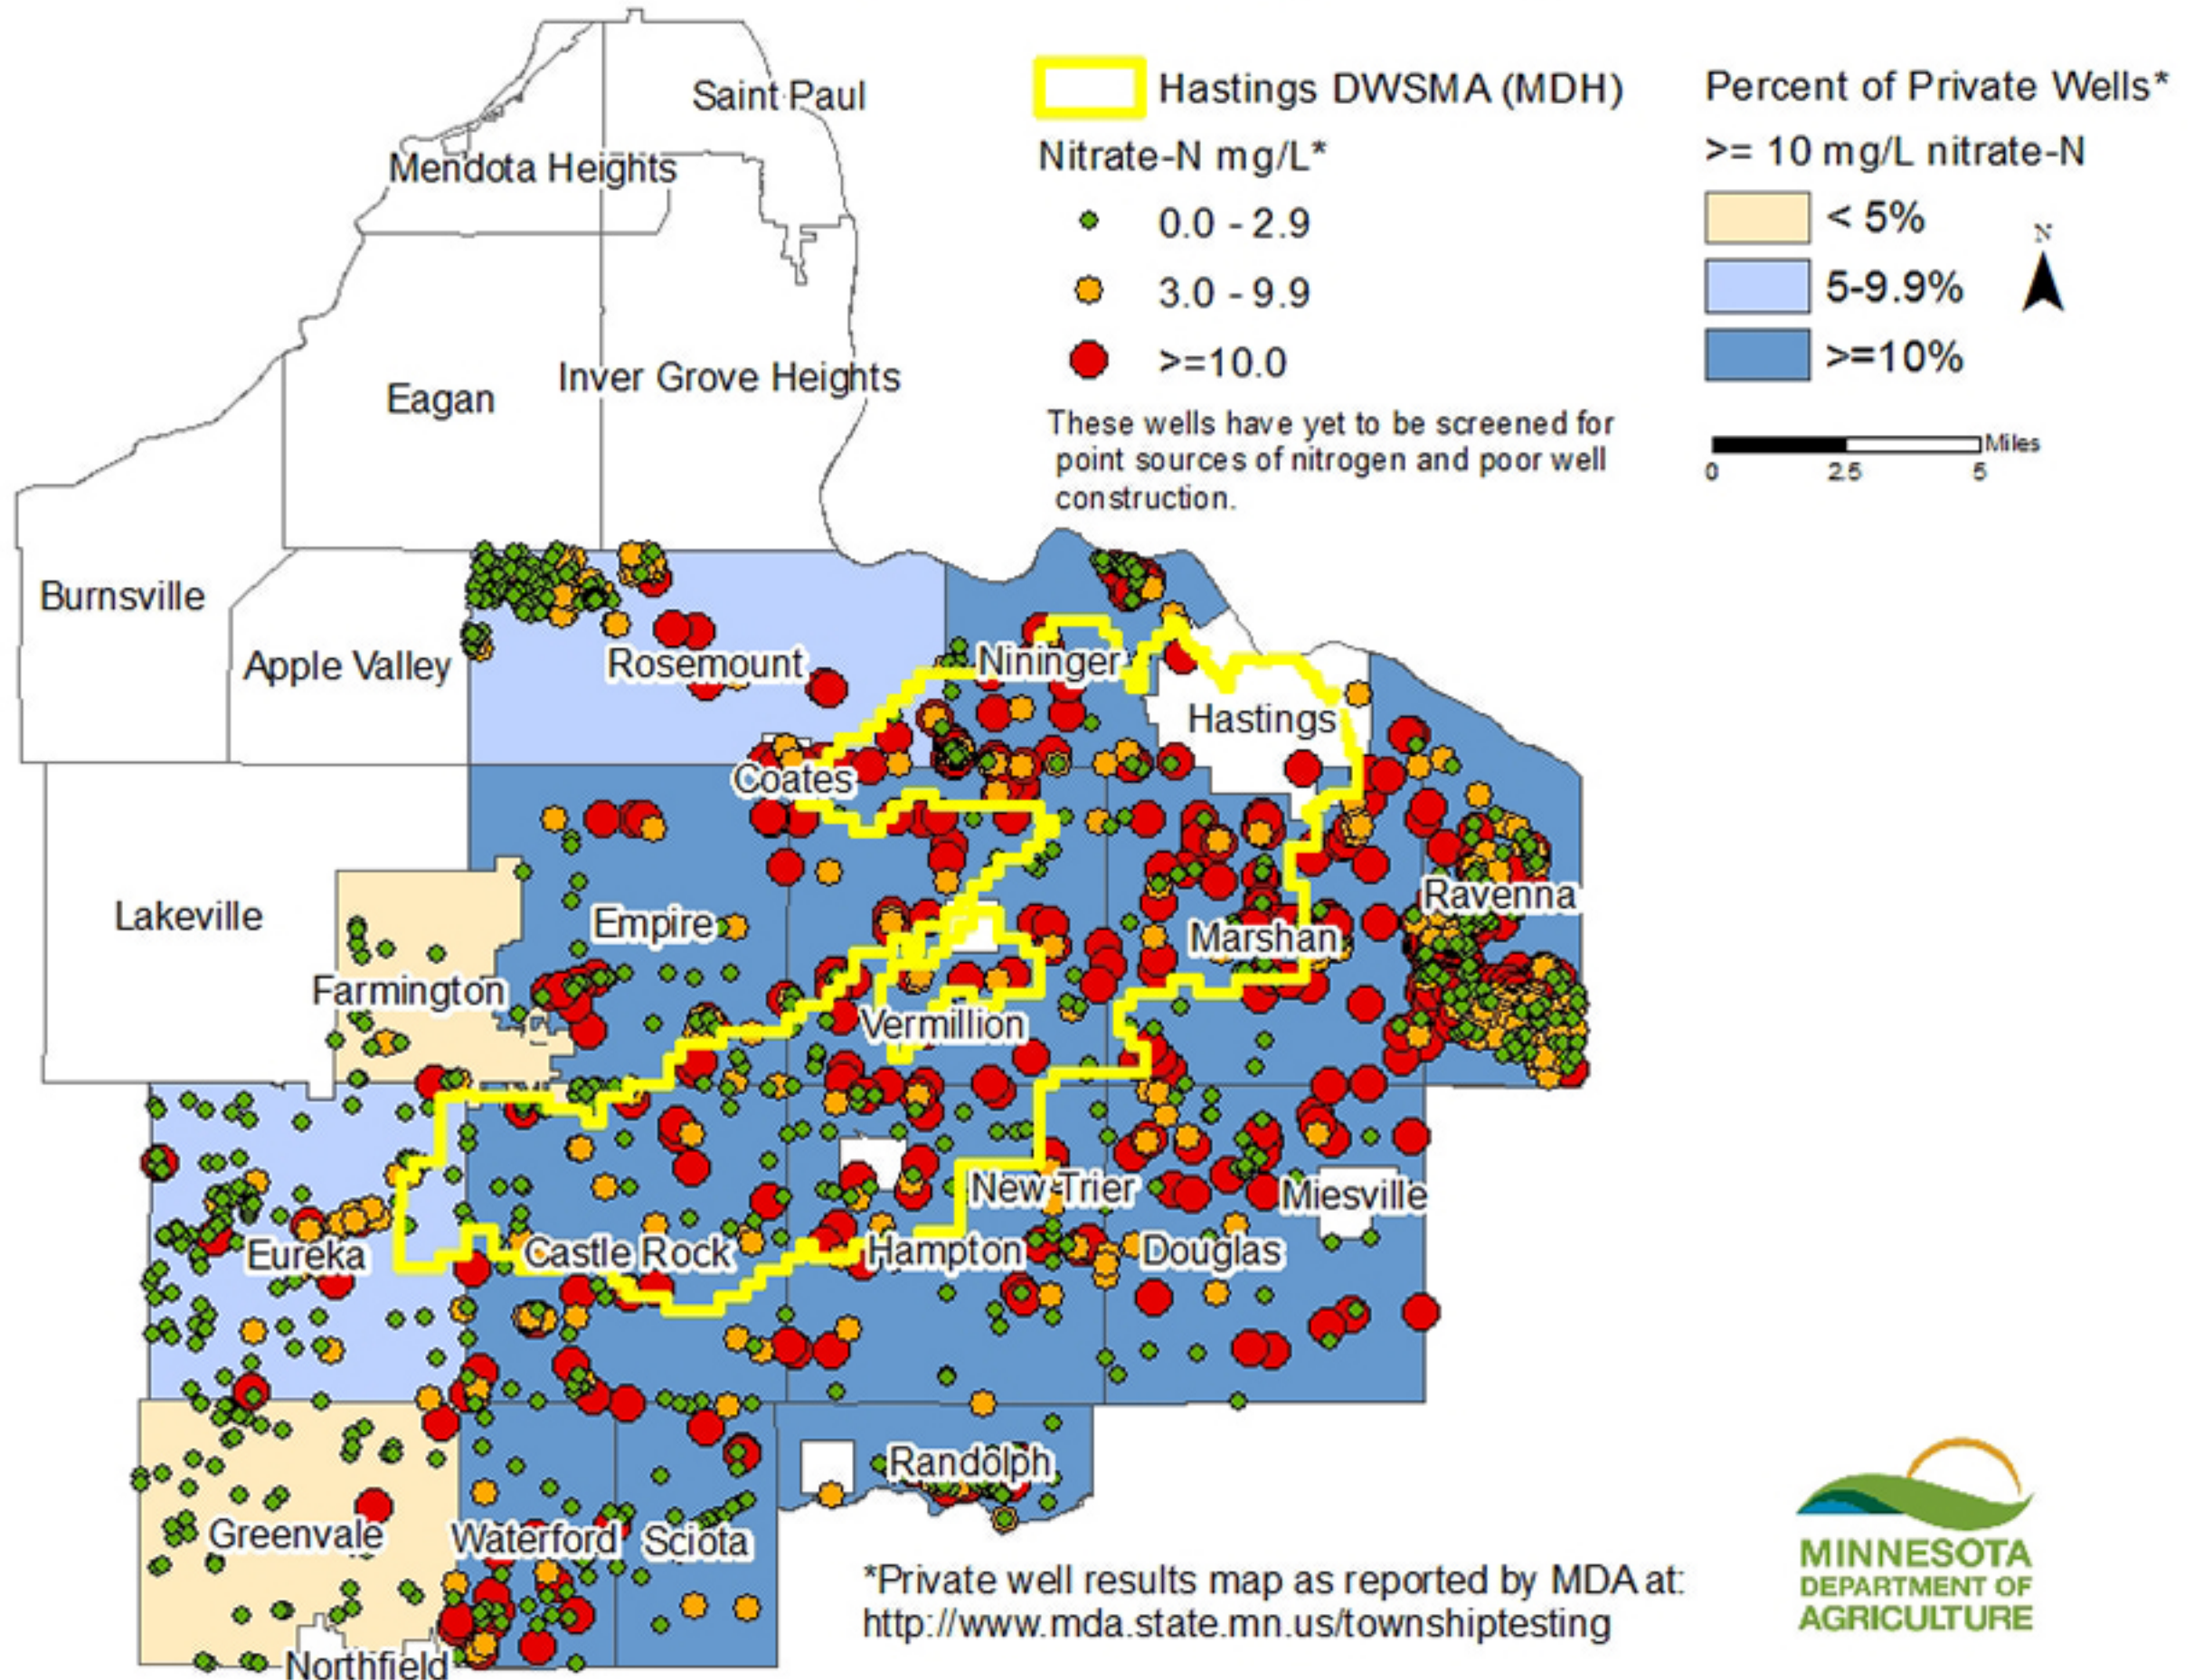 Saint Paul
Mendota Heights
Eagan
Inver Grove Heights
Burnsville
Apple Valley
Rosemount
Nininger
Hastings
Coates
Lakeville
Empire
Farmington
Marshan
Ravenna
Vermillion
New Trier
Miesville
Eureka
Castle Rock
Hampton
Douglas
Randolph
Greenvale
Waterford
Sciota
Northfield
Hastings DWSMA (MDH)
Nitrate-N mg/L*
0.0 - 2.9
3.0 - 9.9
>=10.0
These wells have yet to be screened for
point sources of nitrogen and poor well
construction.
Percent of Private Wells*
>= 10 mg/L nitrate-N
< 5%
5-9.9%
>=10%
N
Miles
0 2.5 5
*Private well results map as reported by MDA at:
http://www.mda.state.mn.us/townshiptesting
MINNESOTA
DEPARTMENT OF
AGRICULTURE